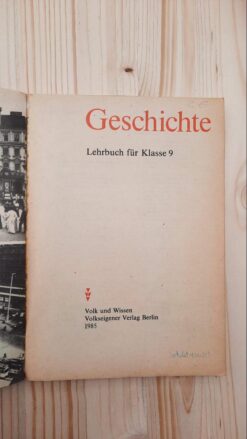 Geschichte
Lehrbuch für Klasse 9
Volk und Wissen
Volkseigener Verlag Berlin
1985